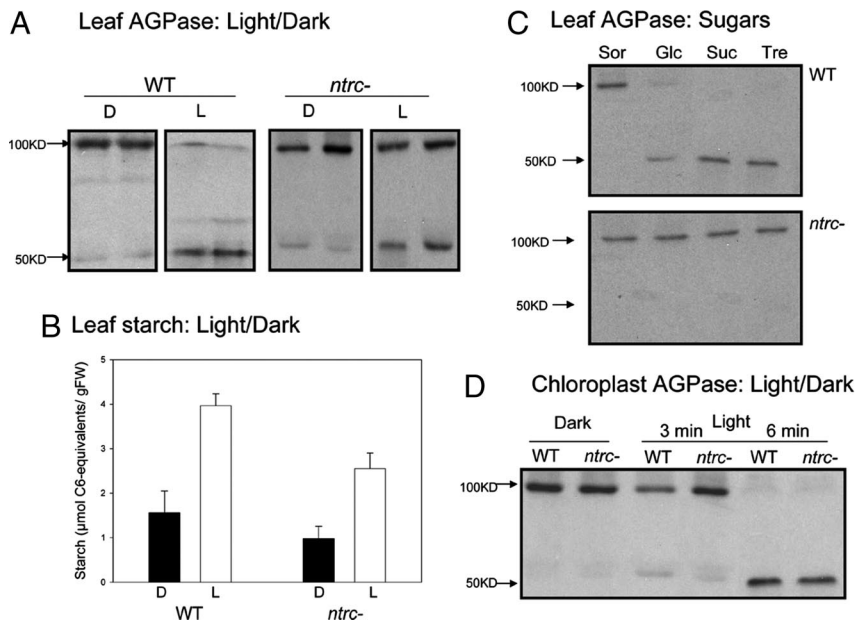 A Leaf AGPase: Light/Dark
WT ntrc-
D L D L
100KD
50KD
B Leaf starch: Light/Dark
Starch (µmol C6-equivalents/ gFW)
5
4
3
2
1
0
D L D L
WT ntrc-
C Leaf AGPase: Sugars
Sor Glc Suc Tre
WT
100KD
50KD
ntrc-
100KD
50KD
D Chloroplast AGPase: Light/Dark
Dark Light
3 min 6 min
WT ntrc- WT ntrc- WT ntrc-
100KD
50KD